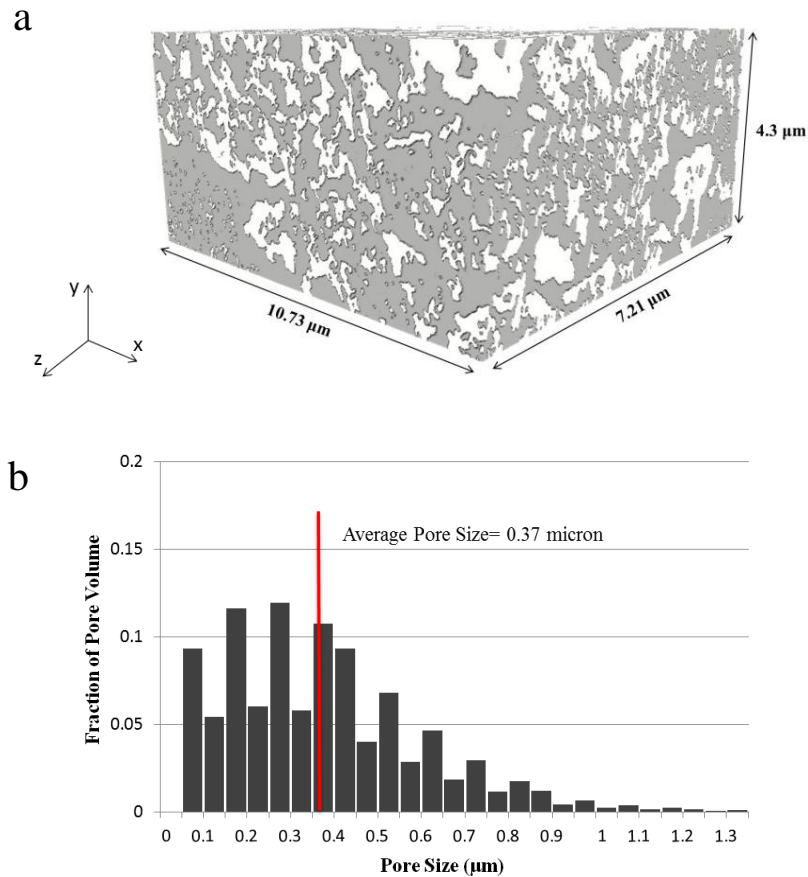 a
4.3 μm
10.73 μm
7.21 μm
y
x
z
b
0.2
0.15
0.1
0.05
0
Fraction of Pore Volume
Average Pore Size= 0.37 micron
0 0.1 0.2 0.3 0.4 0.5 0.6 0.7 0.8 0.9 1 1.1 1.2 1.3
Pore Size (μm)